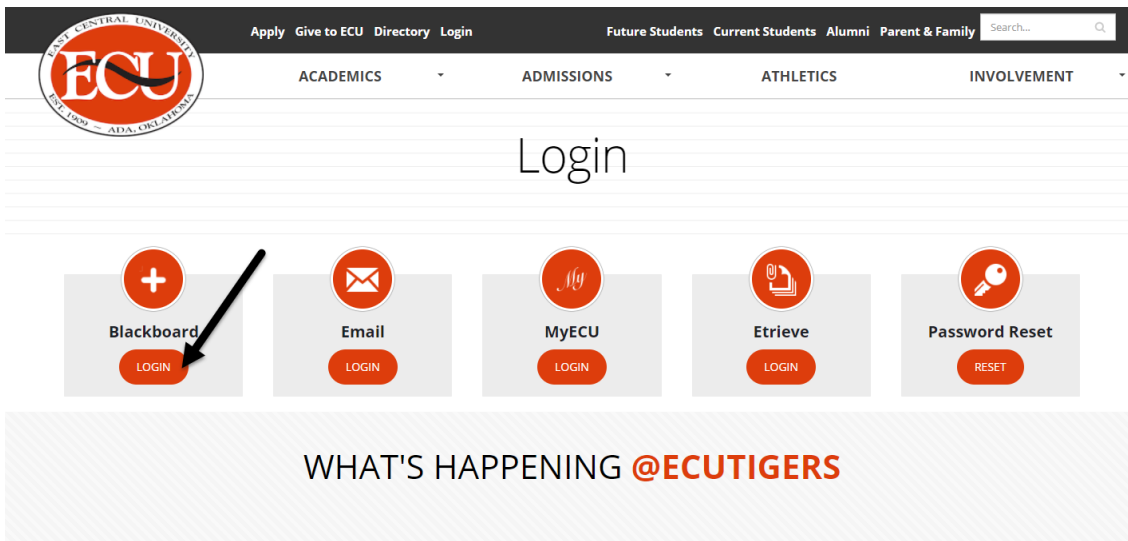 EAST CENTRAL UNIVERSITY
ECU
EST. 1909 – ADA, OKLAHOMA
Apply Give to ECU Directory Login Future Students Current Students Alumni Parent & Family Search...
ACADEMICS ADMISSIONS ATHLETICS INVOLVEMENT
Login
My
Blackboard Email MyECU Etrieve Password Reset
LOGIN LOGIN LOGIN LOGIN RESET
WHAT'S HAPPENING @ECUTIGERS